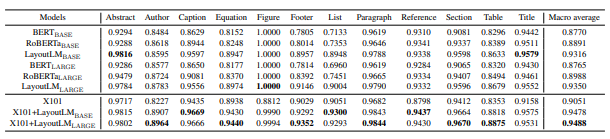 Models Abstract Author Caption Equation Figure Footer List Paragraph Reference Section Table Title Macro average
BERT BASE 0.9294 0.8484 0.8629 0.8152 1.0000 0.7805 0.7133 0.9619 0.9310 0.9081 0.8296 0.9442 0.8770
RoBERTa BASE 0.9288 0.8618 0.8944 0.8248 1.0000 0.8014 0.7353 0.9646 0.9341 0.9337 0.8389 0.9511 0.8891
LayoutLM BASE 0.9816 0.8595 0.9597 0.8947 1.0000 0.8957 0.8948 0.9788 0.9338 0.9598 0.8633 0.9579 0.9316
BERT LARGE 0.9286 0.8577 0.8650 0.8177 1.0000 0.7814 0.6960 0.9619 0.9284 0.9065 0.8320 0.9430 0.8765
RoBERTa LARGE 0.9479 0.8724 0.9081 0.8370 1.0000 0.8392 0.7451 0.9665 0.9334 0.9407 0.8494 0.9461 0.8988
LayoutLM LARGE 0.9784 0.8783 0.9556 0.8974 1.0000 0.9146 0.9004 0.9790 0.9332 0.9596 0.8679 0.9552 0.9350
X101 0.9717 0.8227 0.9435 0.8938 0.8812 0.9029 0.9051 0.9682 0.8798 0.9412 0.8353 0.9158 0.9051
X101+LayoutLM BASE 0.9815 0.8907 0.9669 0.9430 0.9990 0.9292 0.9300 0.9843 0.9437 0.9664 0.8818 0.9575 0.9478
X101+LayoutLM LARGE 0.9802 0.8964 0.9666 0.9440 0.9994 0.9352 0.9293 0.9844 0.9430 0.9670 0.8875 0.9531 0.9488